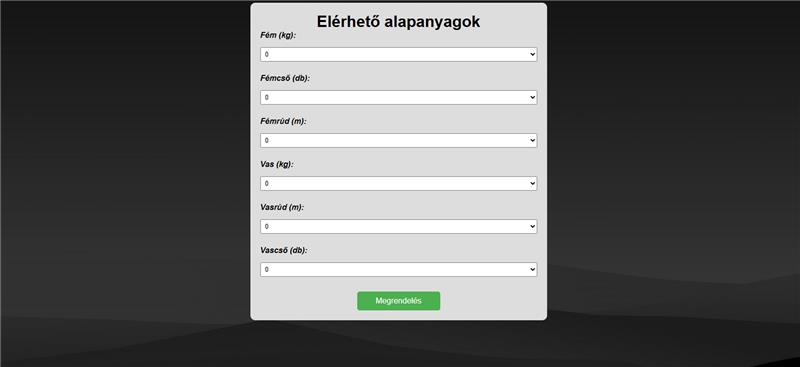 Elérhető alapanyagok
Fém (kg):
0
Fémcső (db):
0
Fémrúd (m):
0
Vas (kg):
0
Vasrúd (m):
0
Vascső (db):
0
Megrendelés